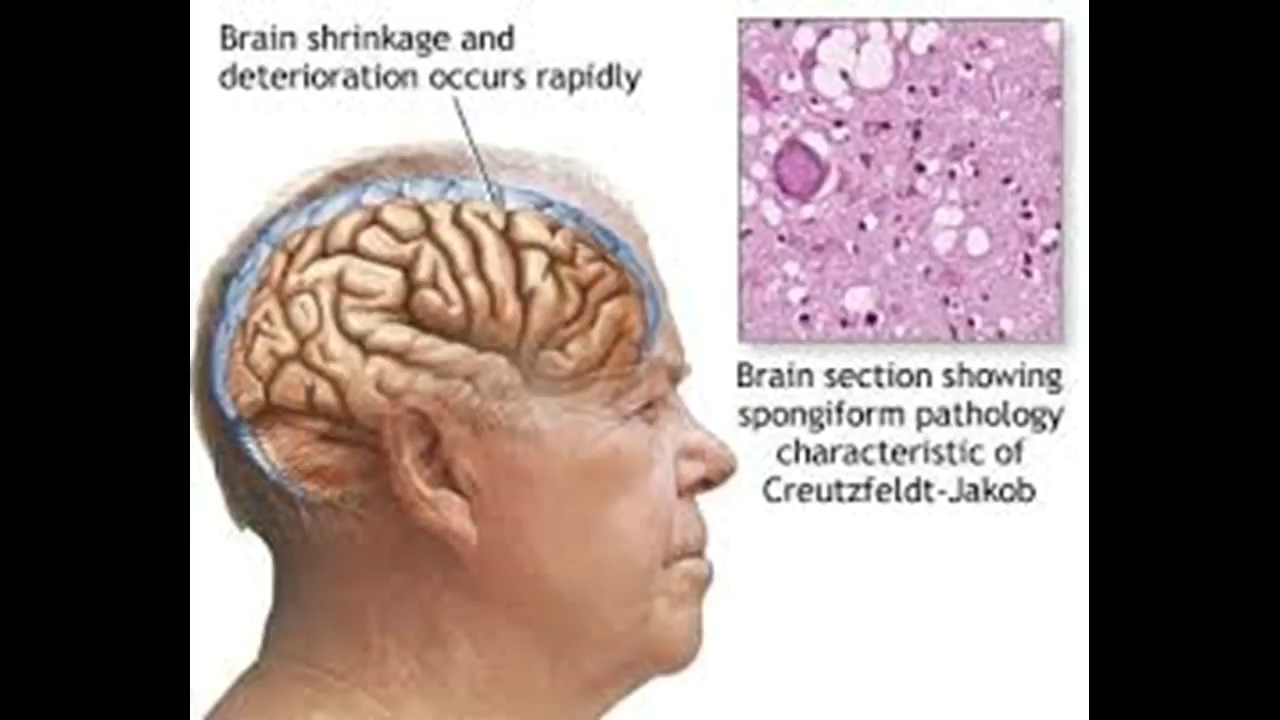 Brain shrinkage and
deterioration occurs rapidly
Brain section showing
spongiform pathology
characteristic of
Creutzfeldt-Jakob